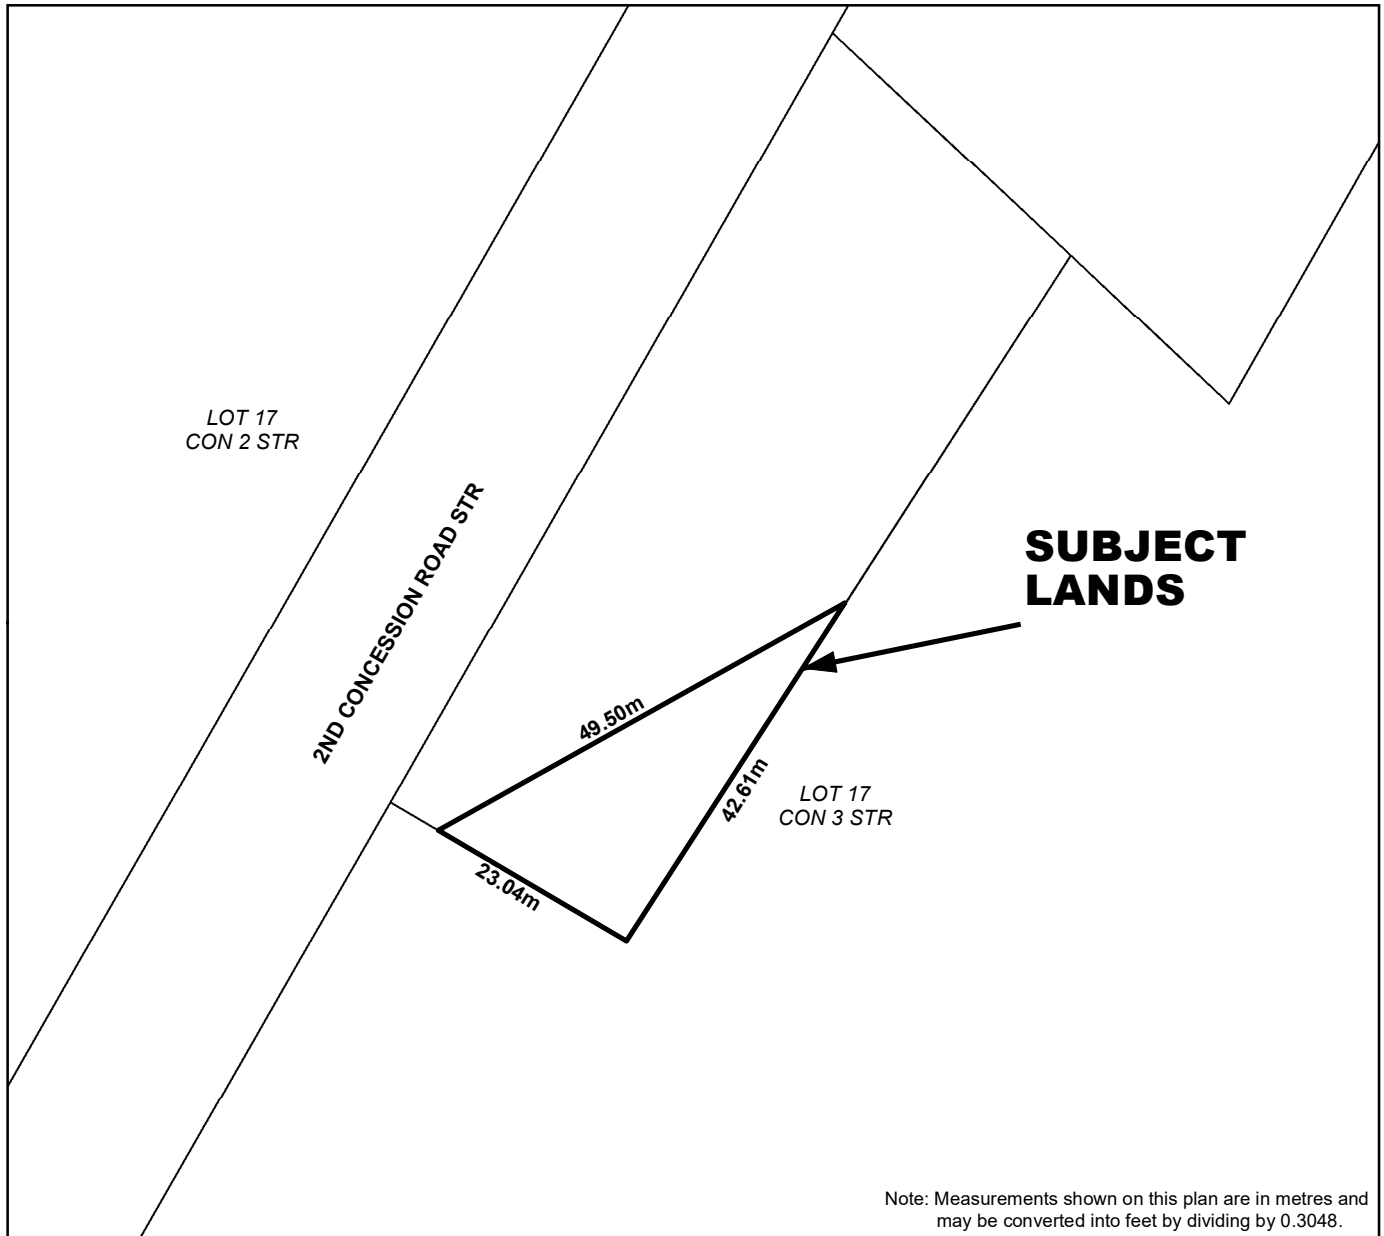 LOT 17
CON 2 STR
2ND CONCESSION ROAD STR
SUBJECT
LANDS
49.50m
42.61m
LOT 17
CON 3 STR
23.04m
Note: Measurements shown on this plan are in metres and
may be converted into feet by dividing by 0.3048.